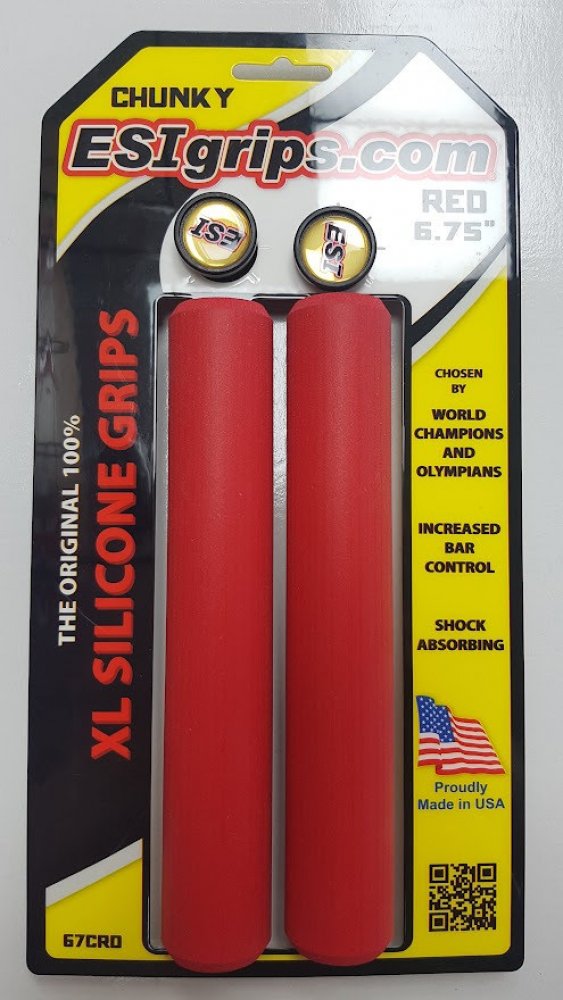 CHUNKY
ESIgrips.com
RED
6.75"
ESI
ESI
THE ORIGINAL 100%
XL SILICONE GRIPS
CHOSEN
BY
WORLD
CHAMPIONS
AND
OLYMPIANS
INCREASED
BAR
CONTROL
SHOCK
ABSORBING
Proudly
Made in USA
67CRD